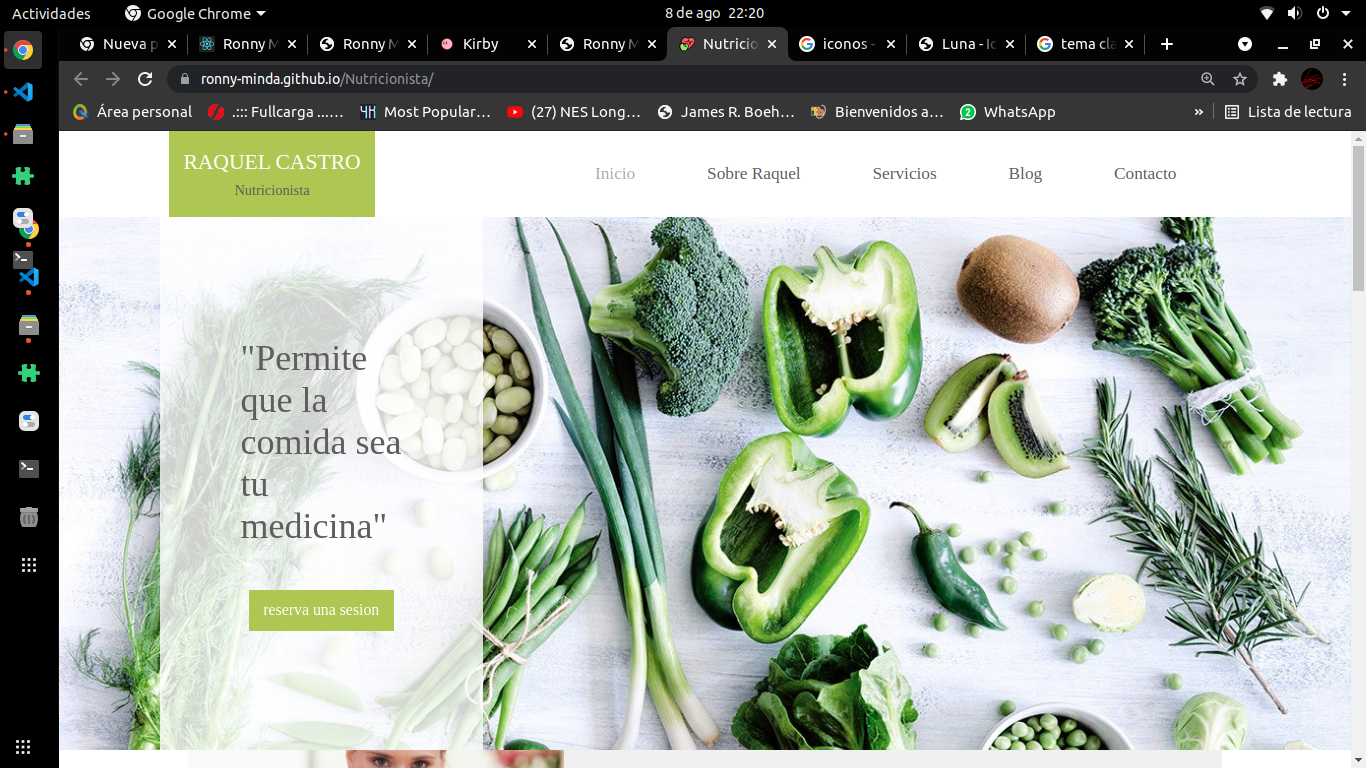 Actividades
Google Chrome
8 de ago 22:20
Nueva p
Ronny M
Ronny M
Kirby
Ronny M
Nutricio
iconos -
Luna - Ic
tema cla
ronny-minda.github.io/Nutricionista/
Área personal
.::: Fullcarga ...…
Most Popular…
(27) NES Long…
James R. Boeh…
Bienvenidos a…
WhatsApp
»
Lista de lectura
RAQUEL CASTRO
Nutricionista
Inicio
Sobre Raquel
Servicios
Blog
Contacto
"Permite
que la
comida sea
tu
medicina"
reserva una sesion